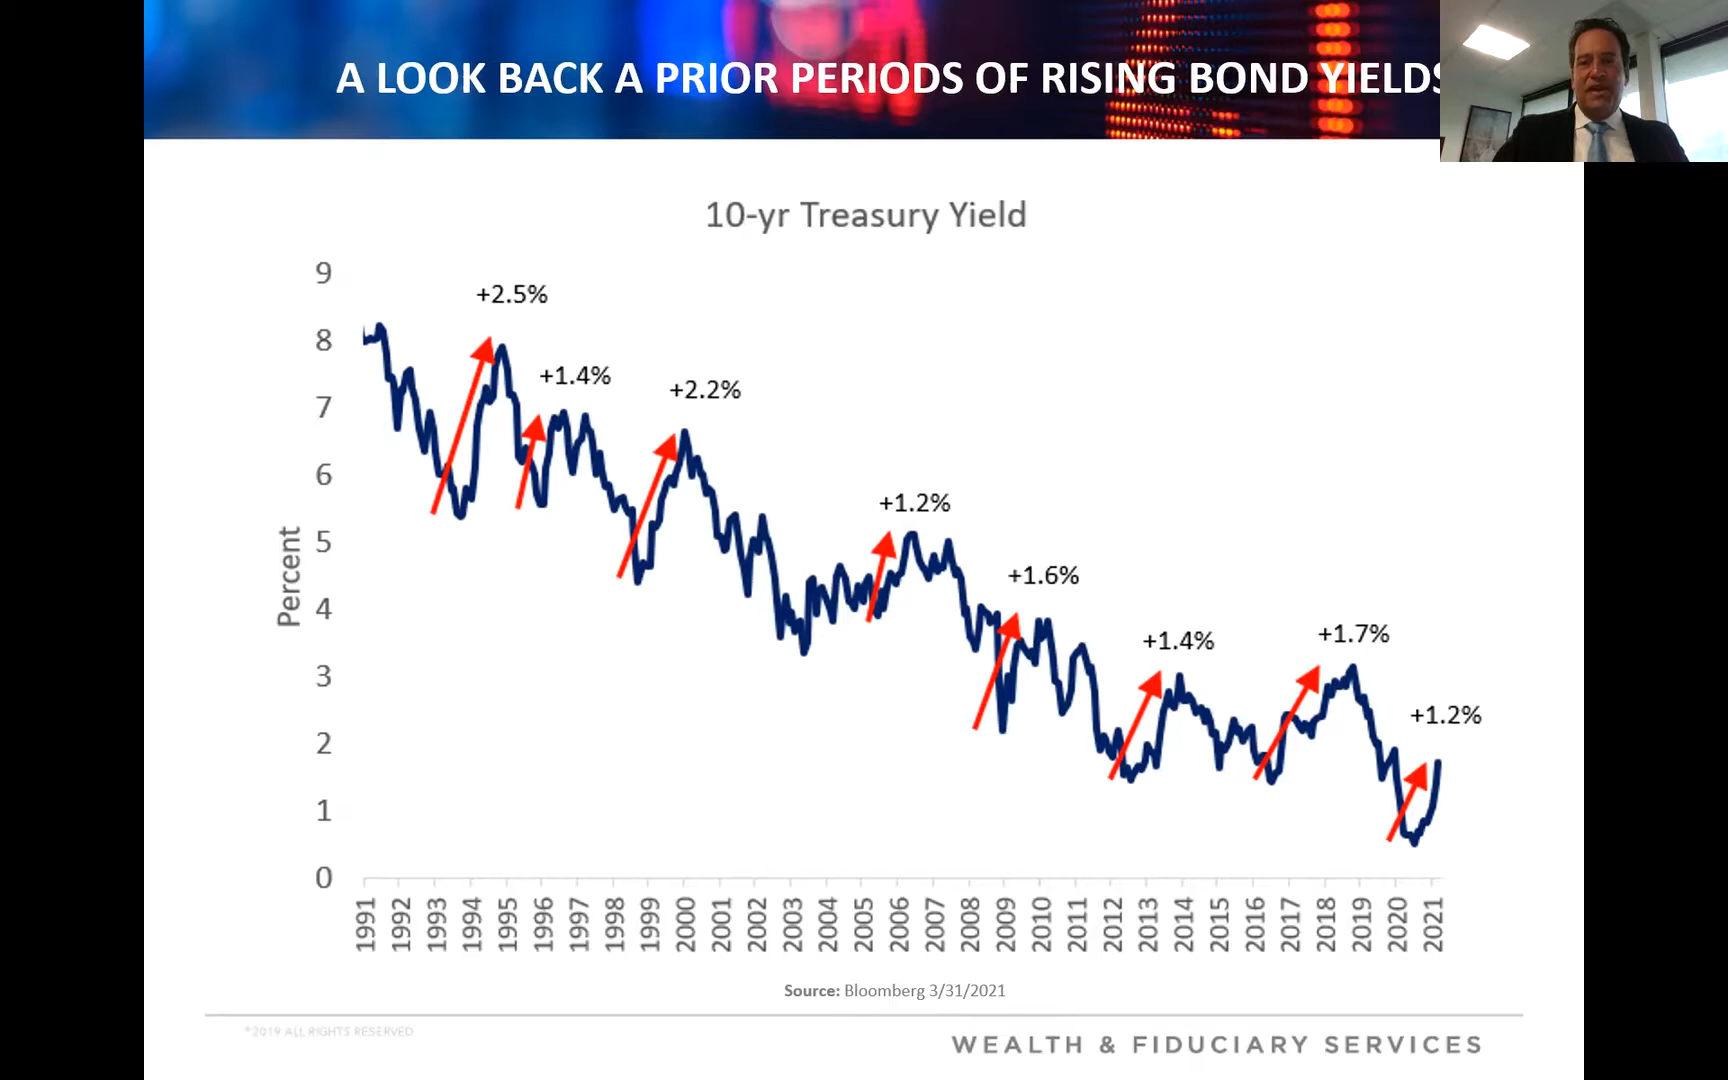 A LOOK BACK A PRIOR PERIODS OF RISING BOND YIELDS
10-yr Treasury Yield
Percent
9
8
7
6
5
4
3
2
1
0
+2.5%
+1.4%
+2.2%
+1.2%
+1.6%
+1.4%
+1.7%
+1.2%
1991 1992 1993 1994 1995 1996 1997 1998 1999 2000 2001 2002 2003 2004 2005 2006 2007 2008 2009 2010 2011 2012 2013 2014 2015 2016 2017 2018 2019 2020 2021
Source: Bloomberg 3/31/2021
©2019 ALL RIGHTS RESERVED
WEALTH & FIDUCIARY SERVICES